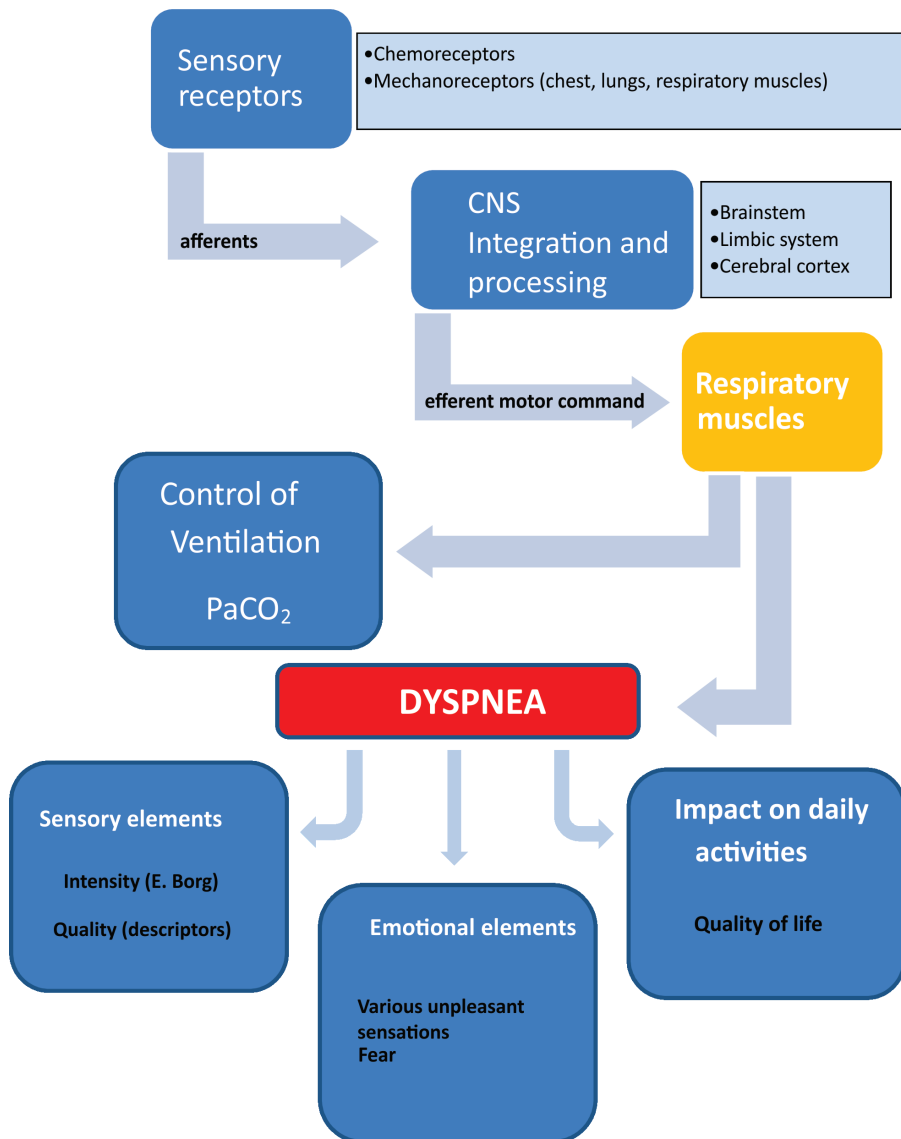 Sensory
receptors
•Chemoreceptors
•Mechanoreceptors (chest, lungs, respiratory muscles)
afferents
CNS
Integration and
processing
•Brainstem
•Limbic system
•Cerebral cortex
efferent motor command
Respiratory
muscles
Control of
Ventilation
PaCO₂
DYSPNEA
Sensory elements
Intensity (E. Borg)
Quality (descriptors)
Emotional elements
Various unpleasant
sensations
Fear
Impact on daily
activities
Quality of life